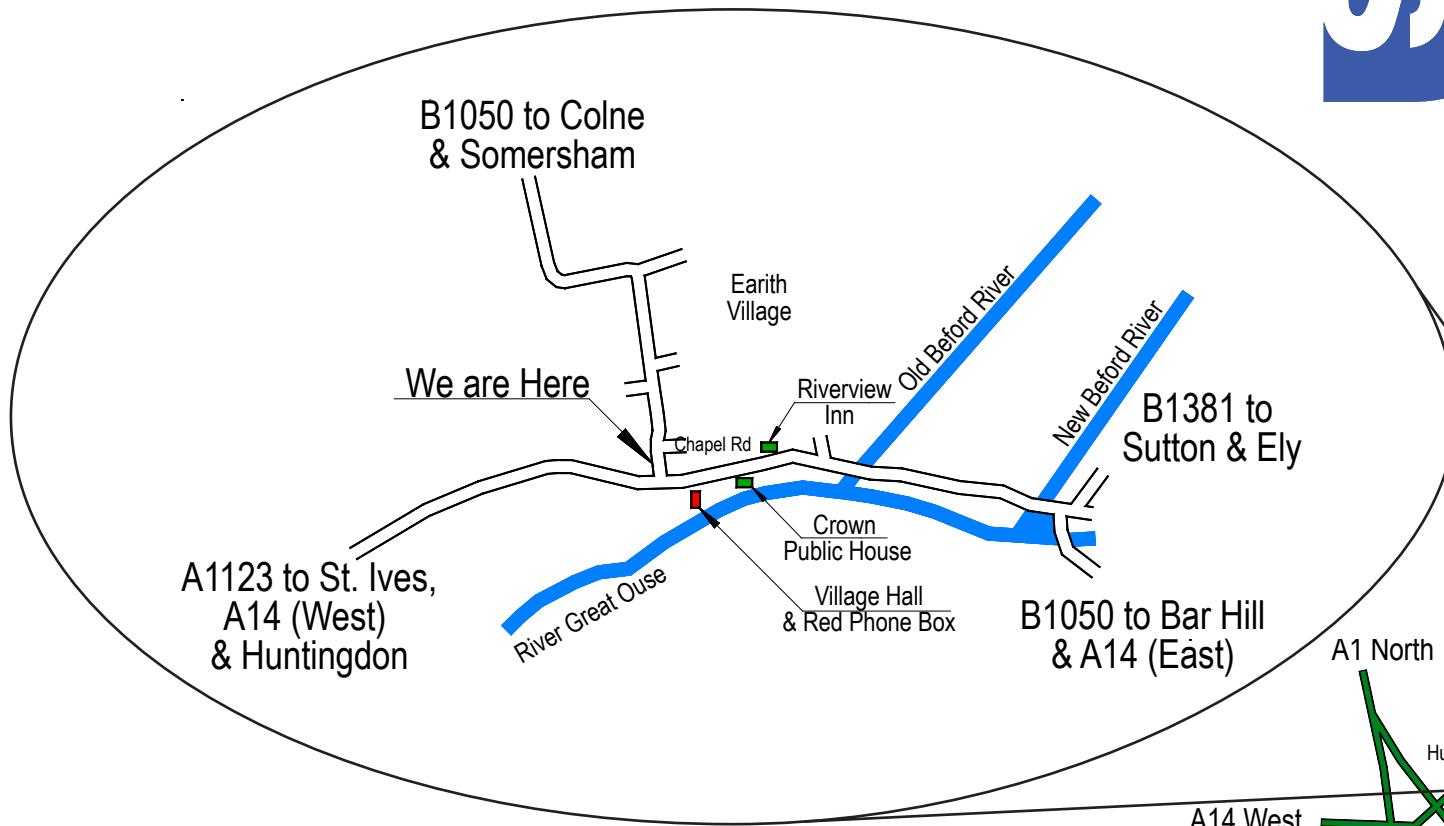 B1050 to Colne
& Somersham
Earith
Village
Old Beford River
New Beford River
We are Here
Riverview
Inn
B1381 to
Sutton & Ely
Chapel Rd
Crown
Public House
A1123 to St. Ives,
A14 (West)
& Huntingdon
River Great Ouse
Village Hall
& Red Phone Box
B1050 to Bar Hill
& A14 (East)
A1 North
A14 West